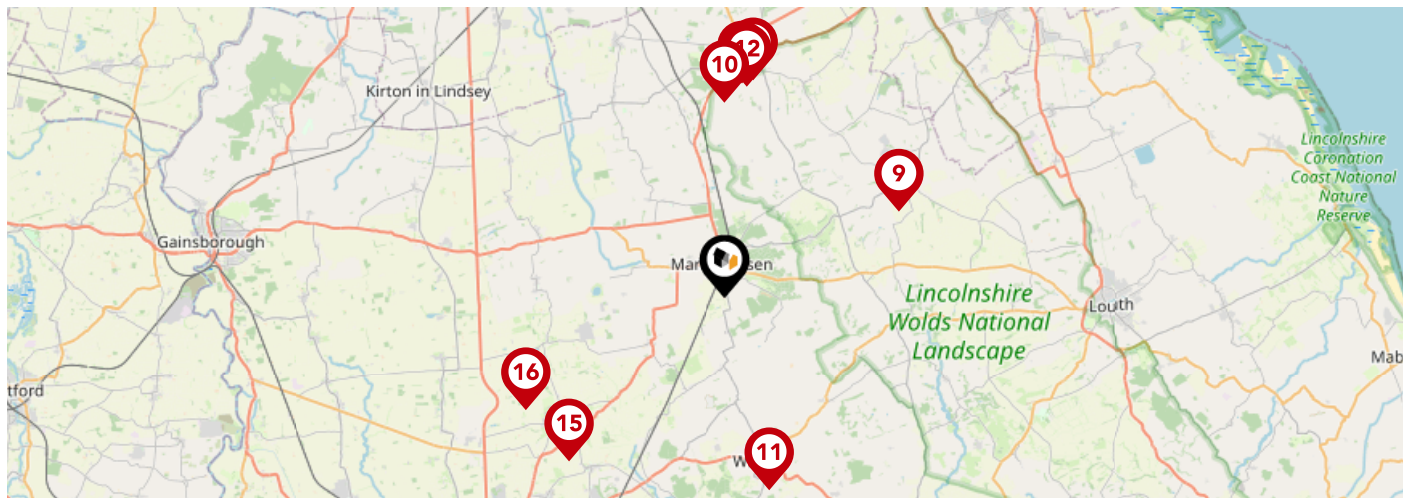 12
10
Kirton in Lindsey
Lincolnshire
Coronation
Coast National
Nature
Reserve
9
Gainsborough
Lincolnshire
Wolds National
Landscape
Louth
16
15
11